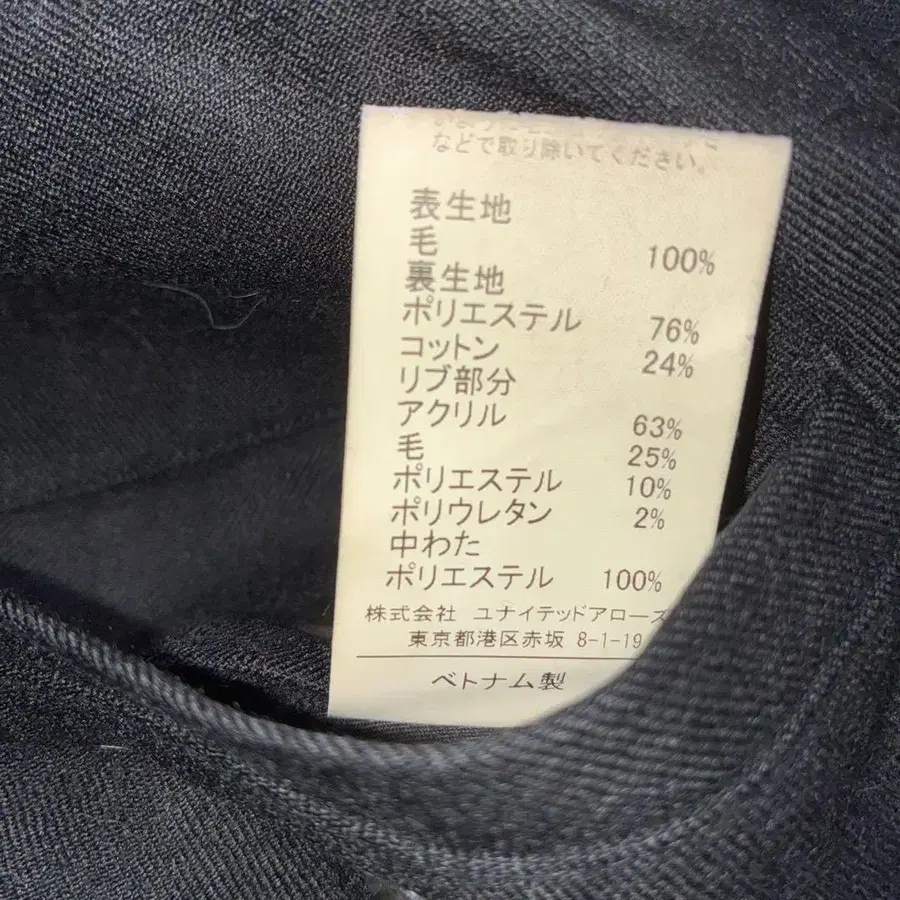 などで取り除いてください。
表生地
毛 100%
裏生地
ポリエステル 76%
コットン 24%
リブ部分
アクリル 63%
毛 25%
ポリエステル 10%
ポリウレタン 2%
中わた
ポリエステル 100%
株式会社 ユナイテッドアローズ
東京都港区赤坂 8-1-19
ベトナム製